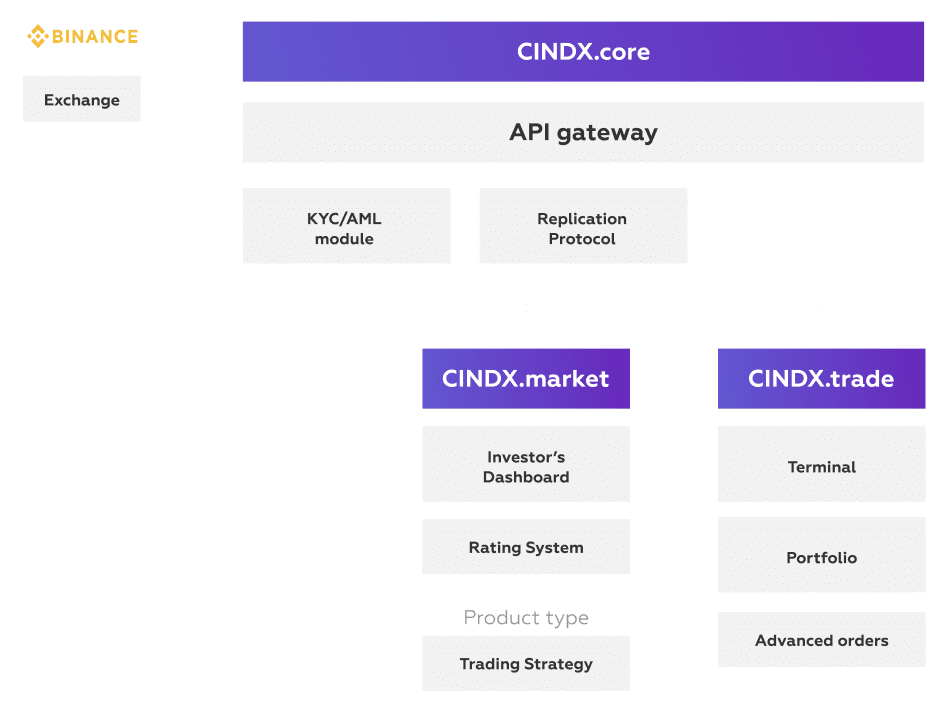 BINANCE
Exchange
CINDX.core
API gateway
KYC/AML
module
Replication
Protocol
CINDX.market
Investor’s
Dashboard
Rating System
Product type
Trading Strategy
CINDX.trade
Terminal
Portfolio
Advanced orders